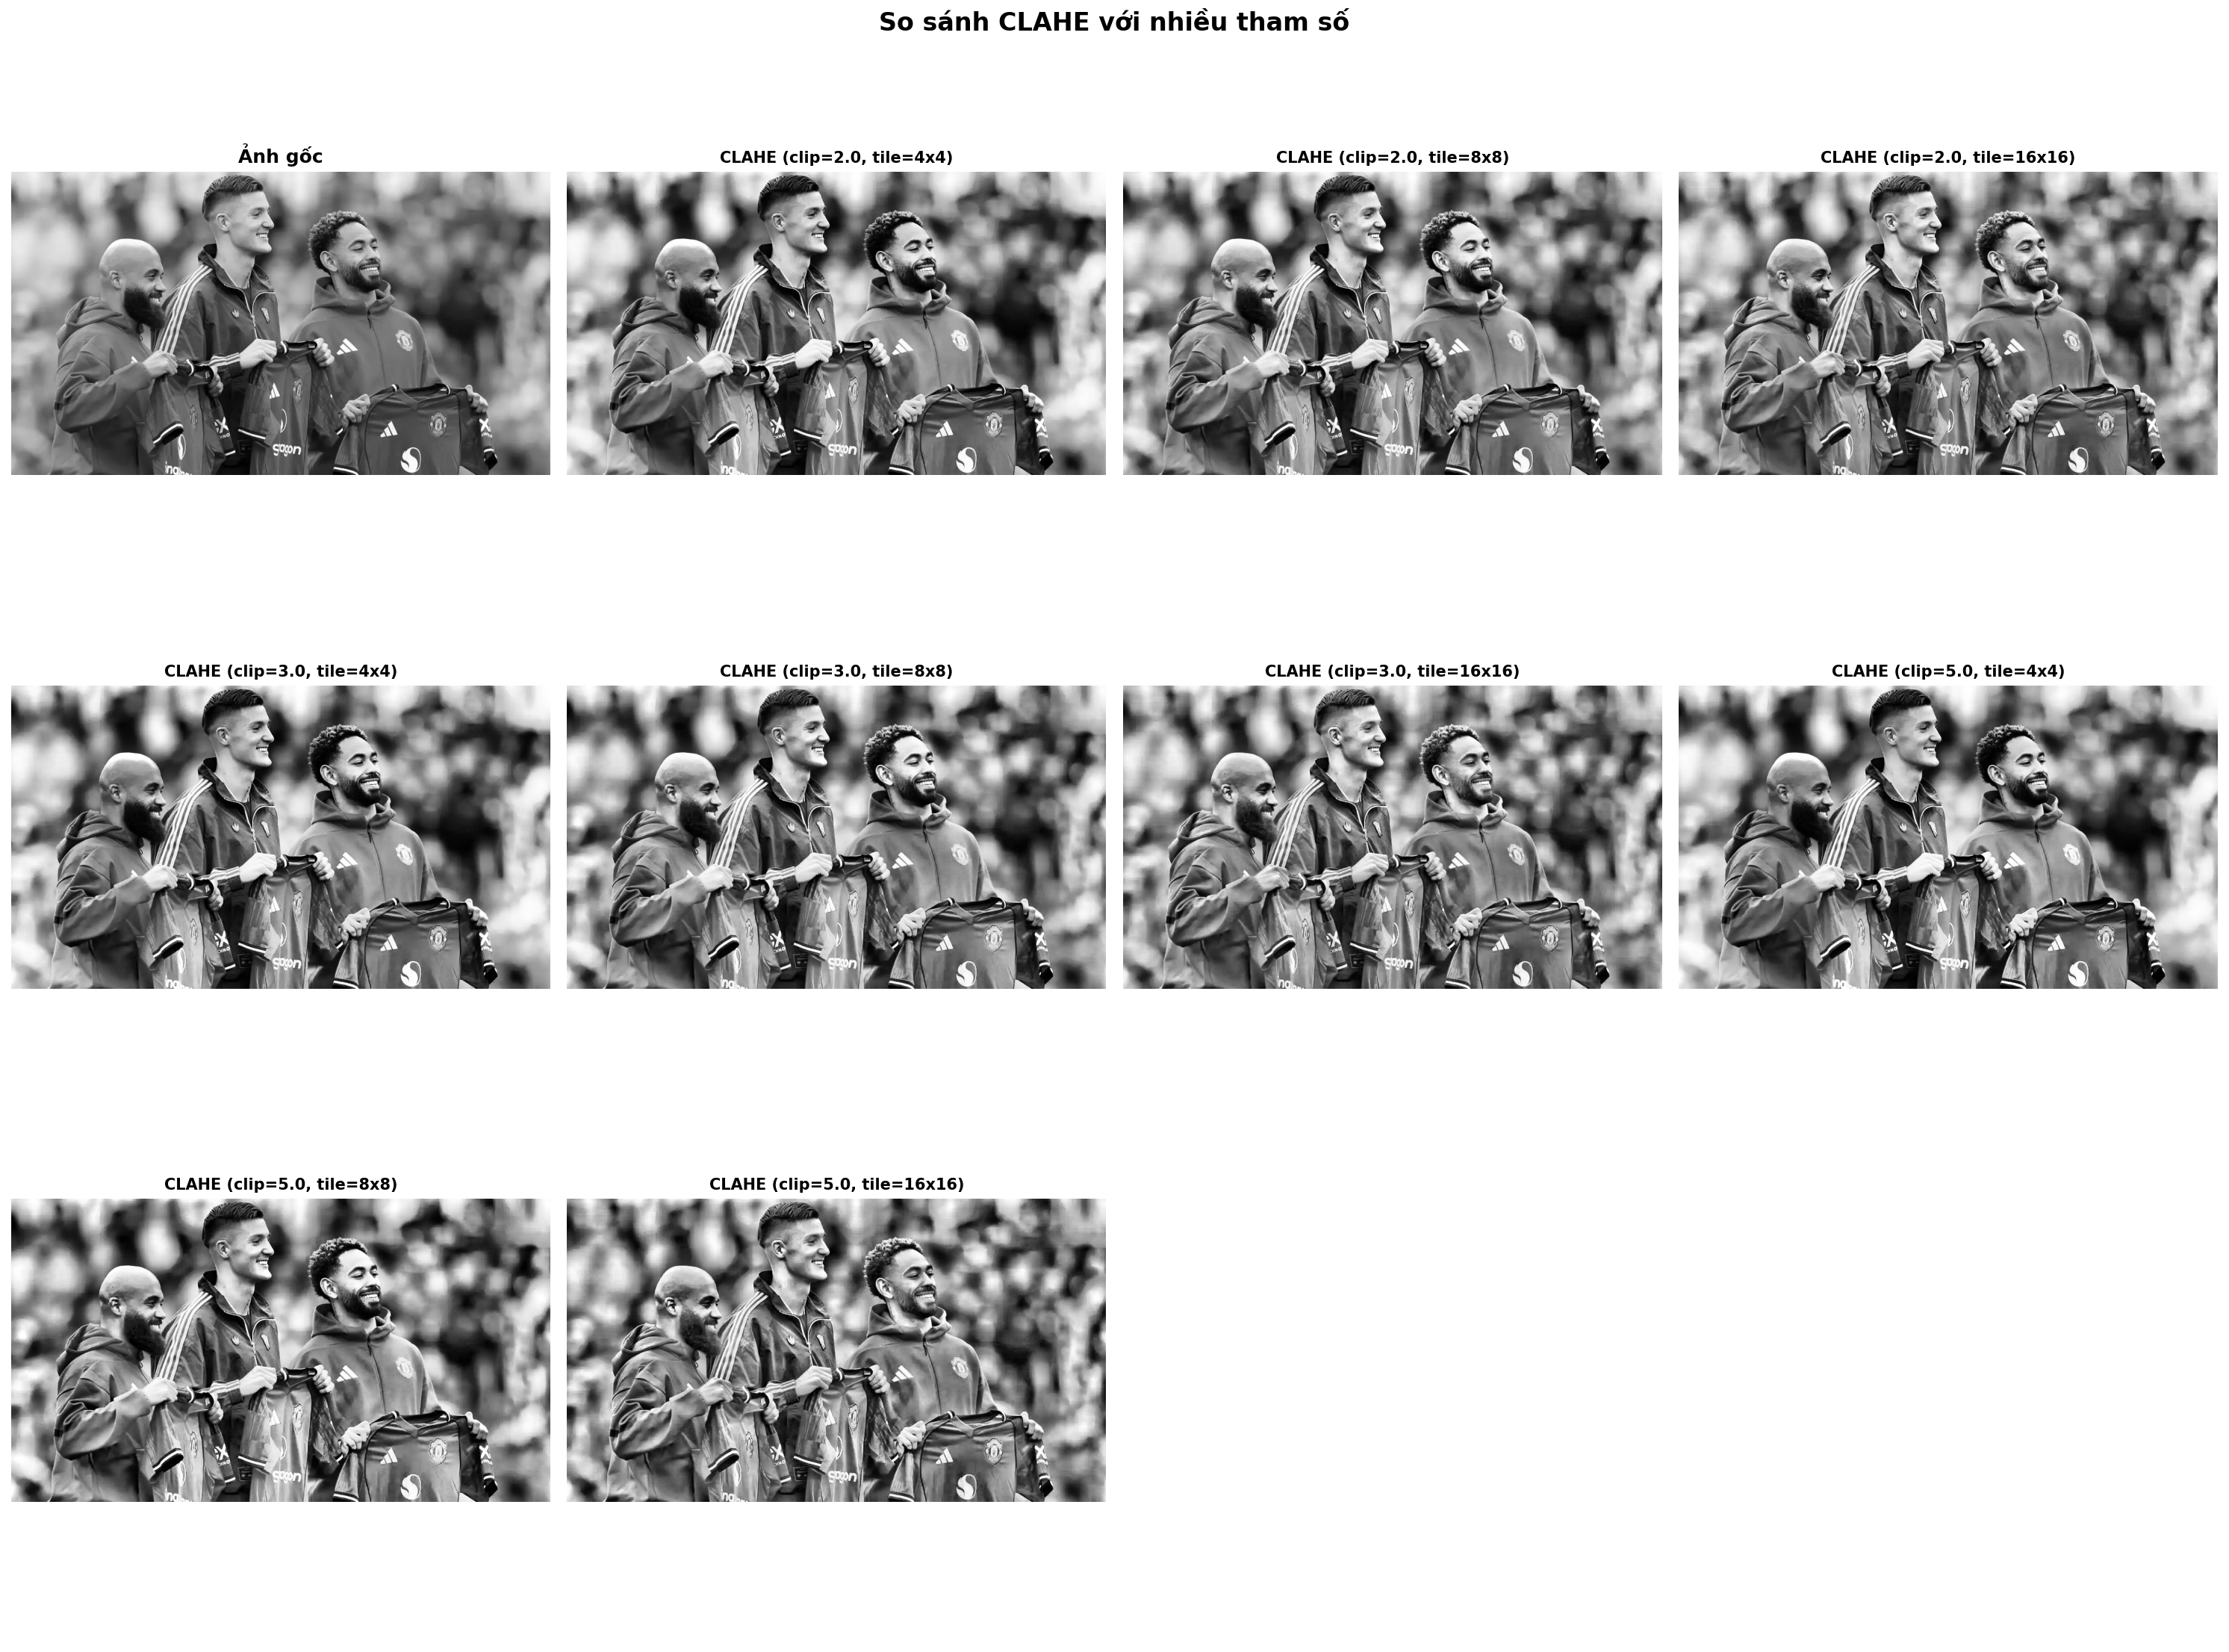 So sánh CLAHE với nhiều tham số
Ảnh gốc
CLAHE (clip=2.0, tile=4x4)
CLAHE (clip=2.0, tile=8x8)
CLAHE (clip=2.0, tile=16x16)
CLAHE (clip=3.0, tile=4x4)
CLAHE (clip=3.0, tile=8x8)
CLAHE (clip=3.0, tile=16x16)
CLAHE (clip=5.0, tile=4x4)
CLAHE (clip=5.0, tile=8x8)
CLAHE (clip=5.0, tile=16x16)